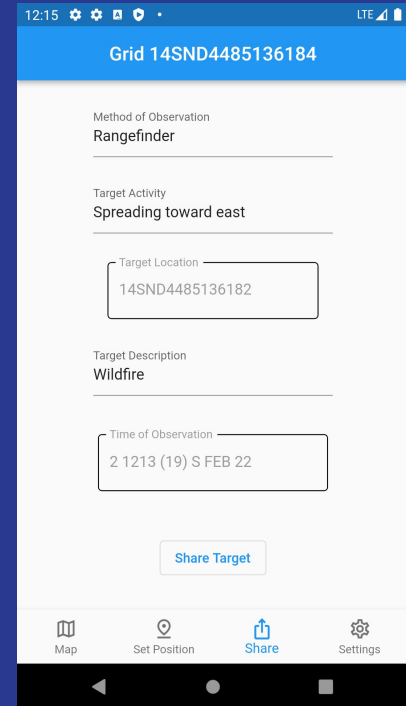 12:15 LTE
Grid 14SND4485136184
Method of Observation
Rangefinder
Target Activity
Spreading toward east
Target Location
14SND4485136182
Target Description
Wildfire
Time of Observation
2 1213 (19) S FEB 22
Share Target
Map Set Position Share Settings